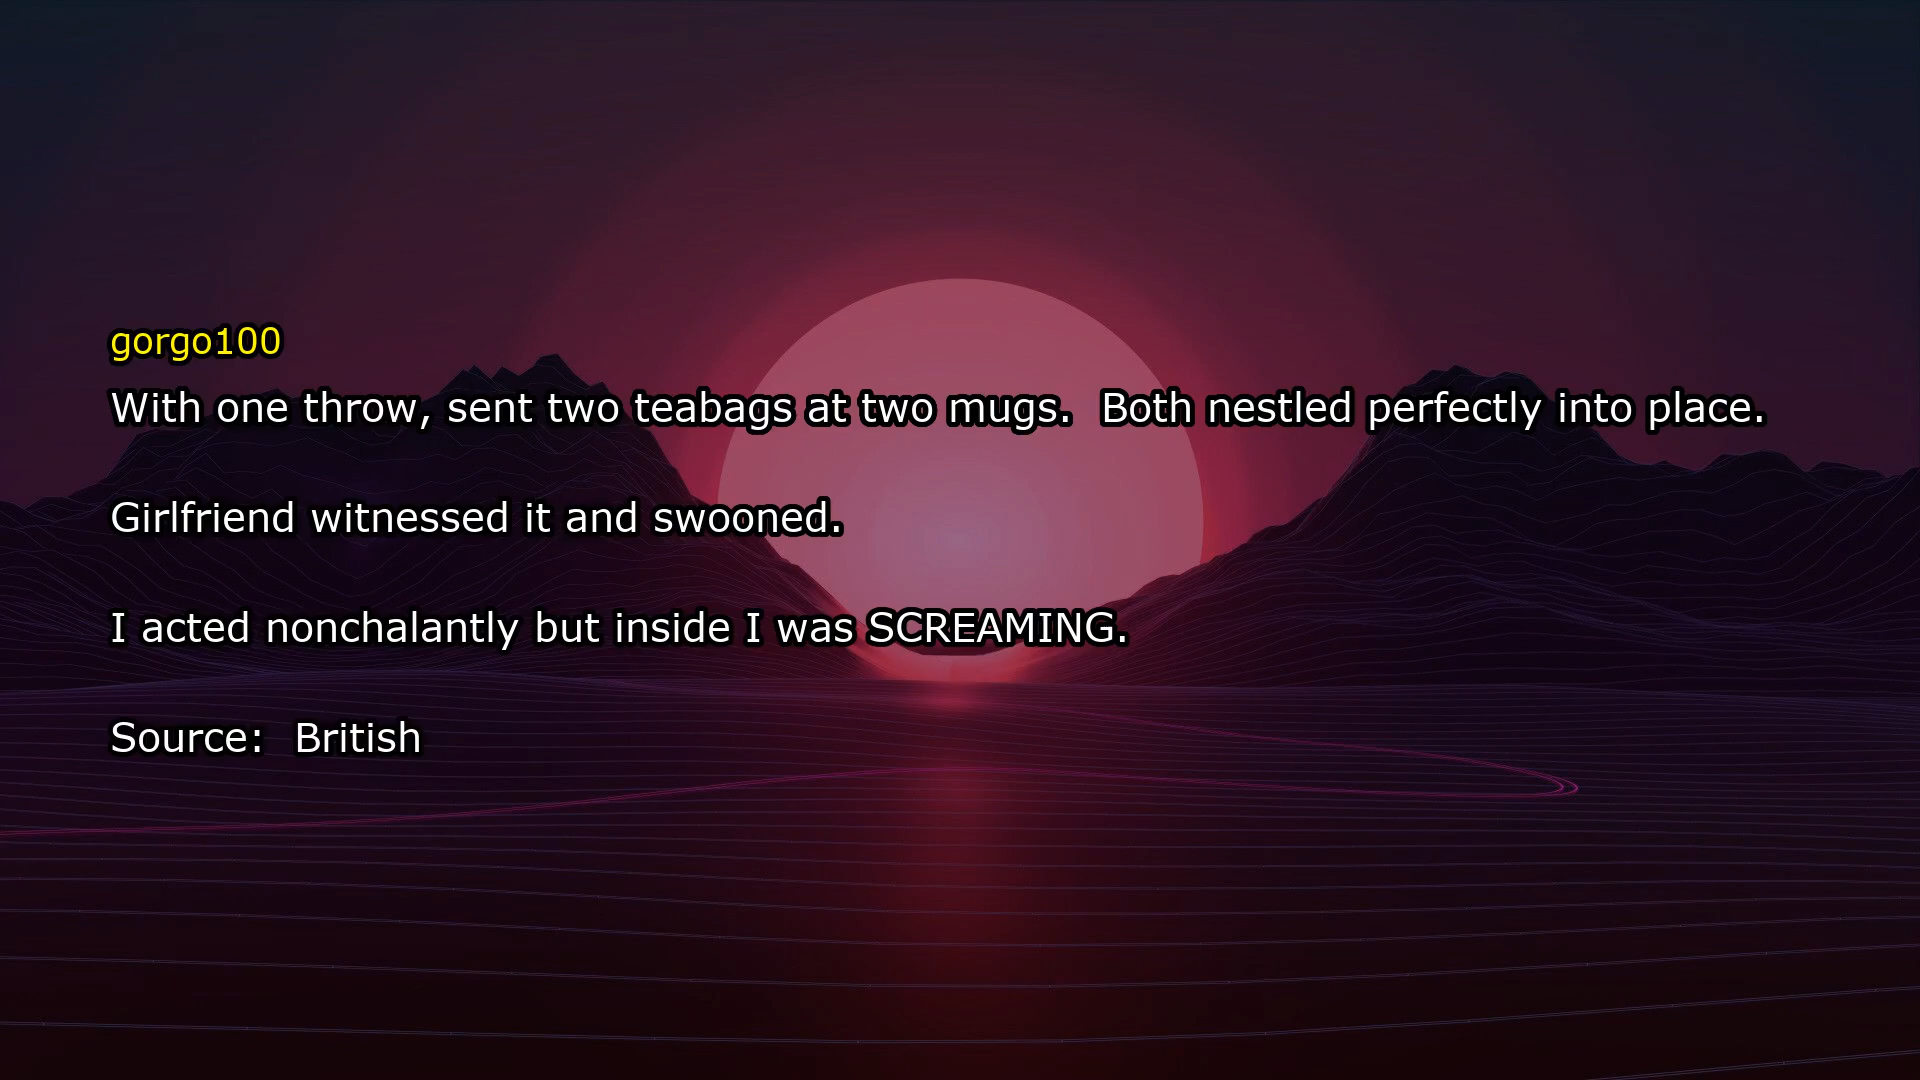 gorgo100
With one throw, sent two teabags at two mugs.  Both nestled perfectly into place.
Girlfriend witnessed it and swooned.
I acted nonchalantly but inside I was SCREAMING.
Source:  British